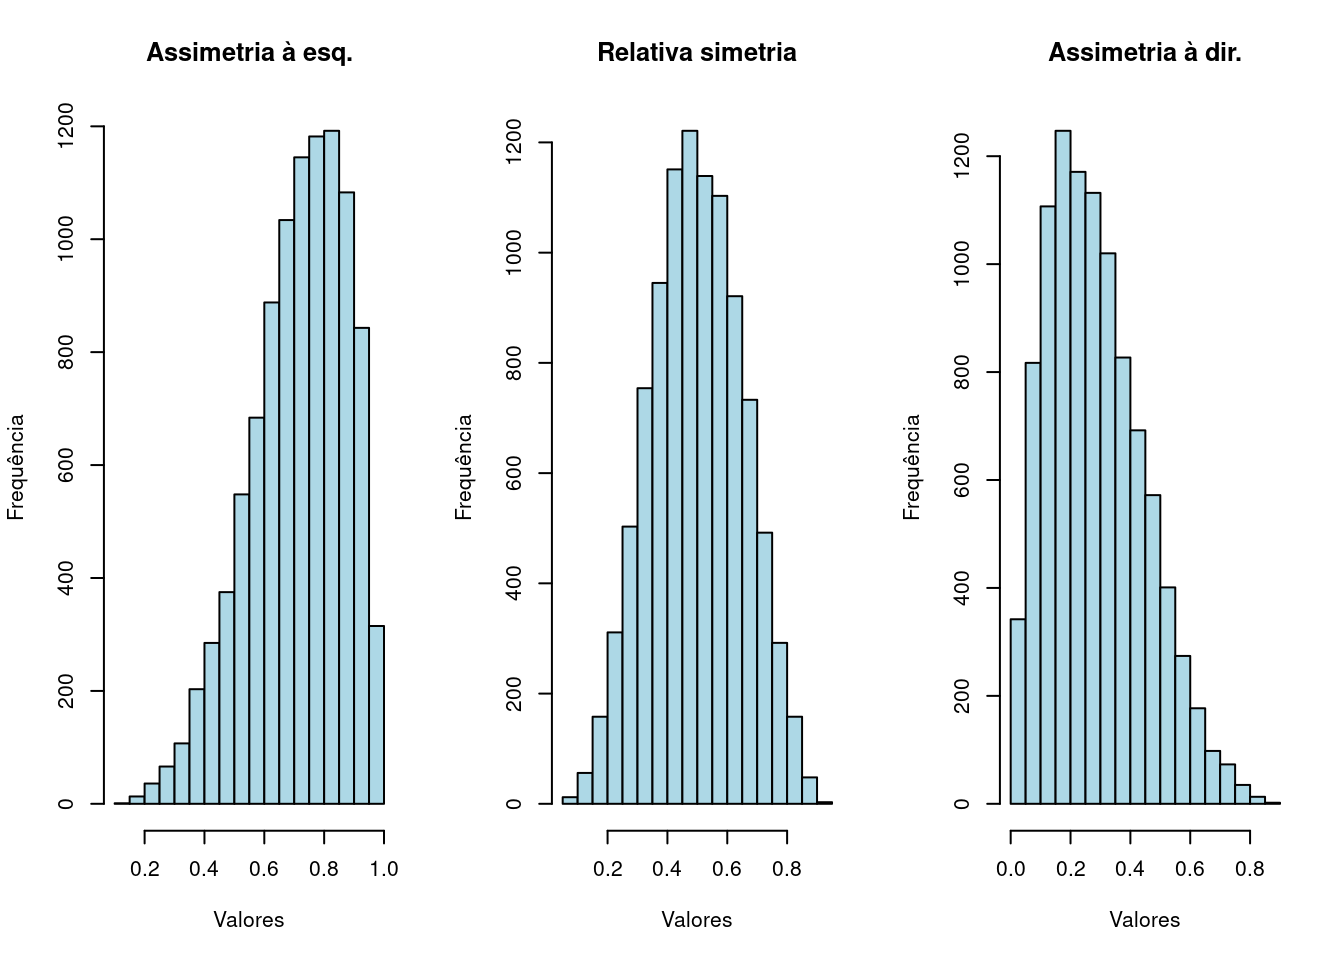 Assimetria à esq.
Frequência
1200
1000
800
600
400
200
0
0.2 0.4 0.6 0.8 1.0
Valores
Relativa simetria
Frequência
1200
1000
800
600
400
200
0
0.2 0.4 0.6 0.8
Valores
Assimetria à dir.
Frequência
1200
1000
800
600
400
200
0
0.0 0.2 0.4 0.6 0.8
Valores